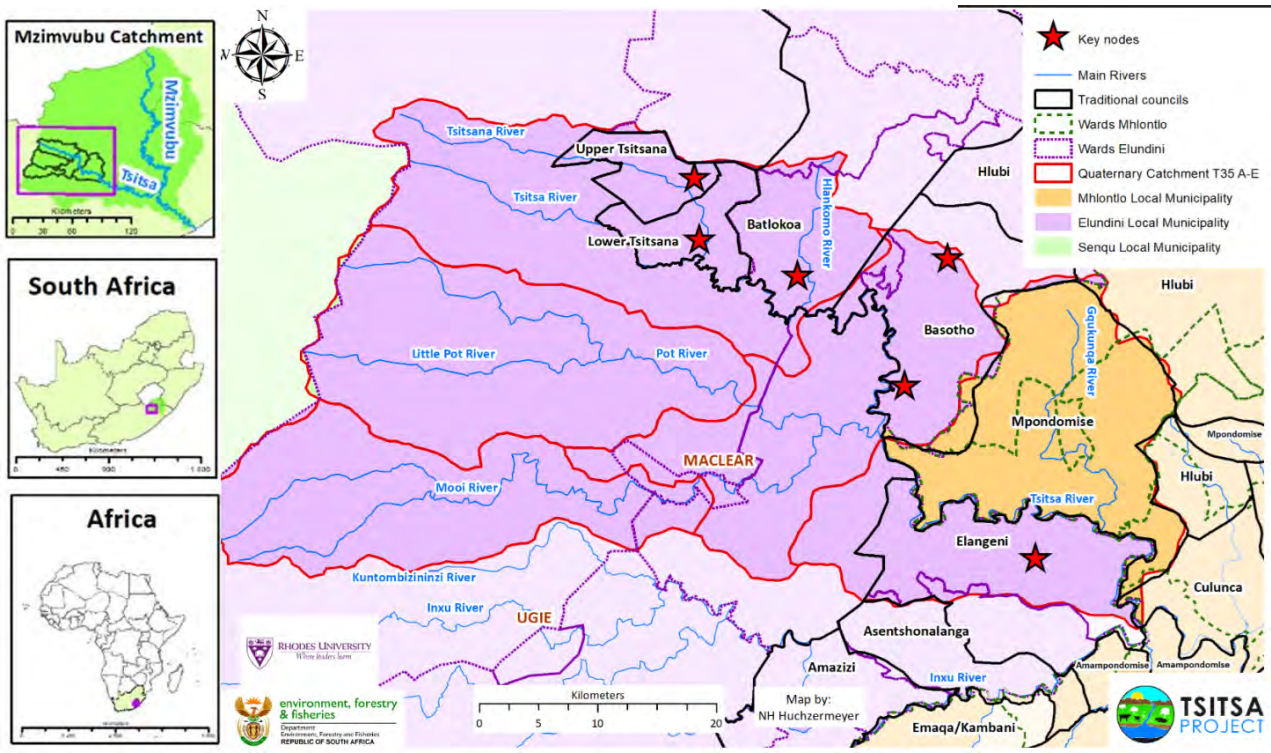 Mzimvubu Catchment
Mzimvubu
Tsitsa
Kilometers
0 30 60 120
South Africa
Kilometers
0
450
900
Africa
N
W
E
S
Key nodes
Main Rivers
Traditional councils
Wards Mhlontlo
Wards Elundini
Quaternary Catchment T35 A-E
Mhlontlo Local Municipality
Elundini Local Municipality
Senqu Local Municipality
Tsitsana River
Upper Tsitsana
Tsitsa River
Lower Tsitsana
Batlokoa
Hlankomo River
Hlubi
Hlubi
Basotho
Gqukunqa River
Little Pot River
Pot River
Mpondomise
Mpondomise
Hlubi
MACLEAR
Mooi River
Tsitsa River
Elangeni
Culunca
Kuntombizininzi River
Inxu River
UGIE
Asentshonalanga
Amazizi
Inxu River
Amampondomise
Amampondomise
Emaqa/Kambani
RHODES UNIVERSITY
Where leaders learn
environment, forestry
& fisheries
Department:
Environment, Forestry and Fisheries
REPUBLIC OF SOUTH AFRICA
Kilometers
0 5 10 20
Map by:
NH Huchzermeyer
TSITSA
PROJECT